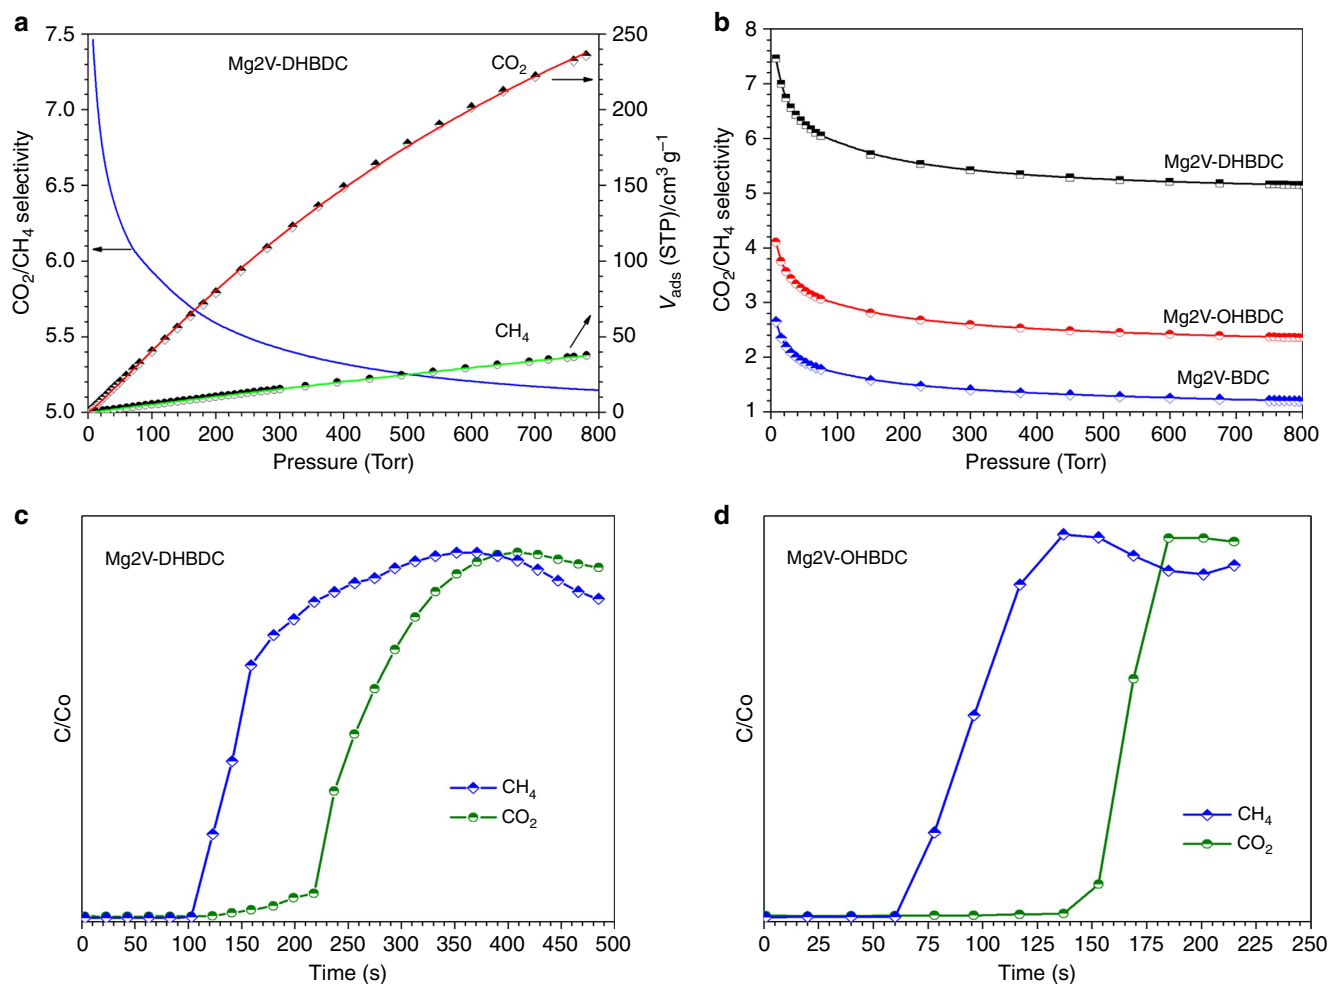 a
7.5
7.0
6.5
6.0
5.5
5.0
CO2/CH4 selectivity
Mg2V-DHBDC
CO2
CH4
250
200
150
100
50
0
Vads (STP)/cm3 g–1
0 100 200 300 400 500 600 700 800
Pressure (Torr)
b
8
7
6
5
4
3
2
1
CO2/CH4 selectivity
Mg2V-DHBDC
Mg2V-OHBDC
Mg2V-BDC
0 100 200 300 400 500 600 700 800
Pressure (Torr)
c
Mg2V-DHBDC
C/Co
CH4
CO2
0 50 100 150 200 250 300 350 400 450 500
Time (s)
d
Mg2V-OHBDC
C/Co
CH4
CO2
0 25 50 75 100 125 150 175 200 225 250
Time (s)